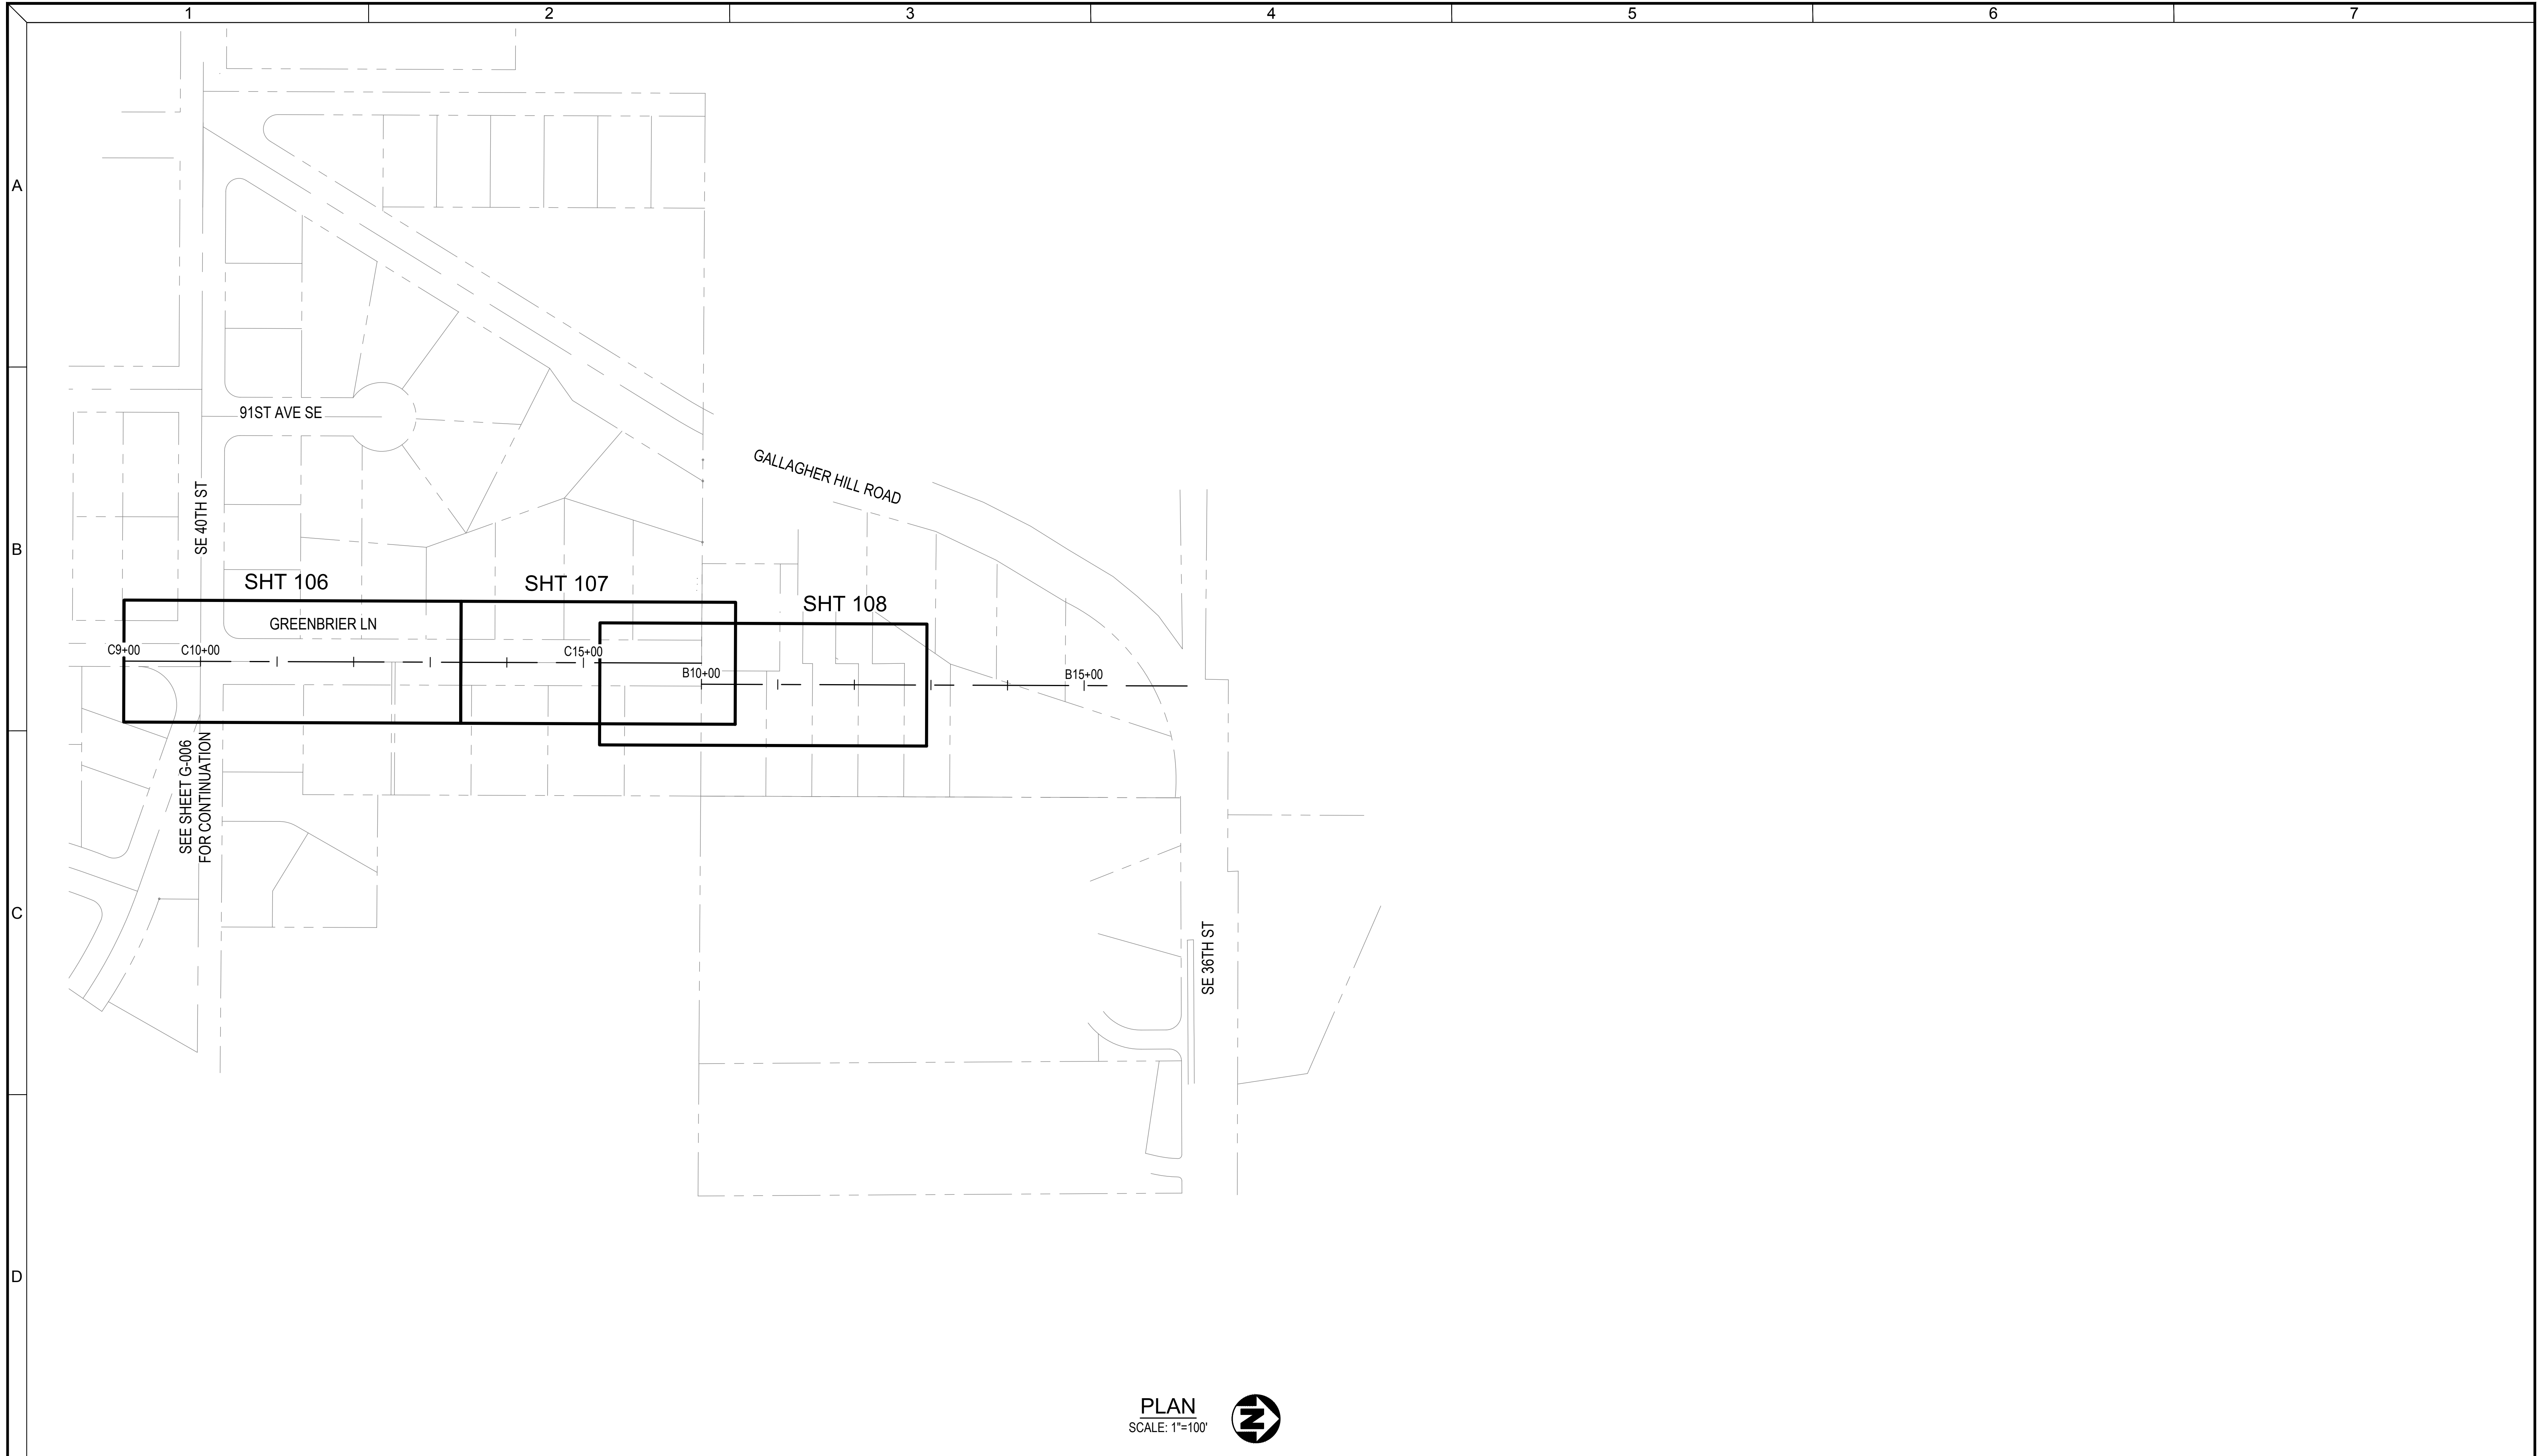 1
2
3
4
5
6
7
A
B
C
D
91ST AVE SE
GALLAGHER HILL ROAD
SE 40TH ST
SHT 106
SHT 107
SHT 108
GREENBRIER LN
C9+00
C10+00
C15+00
B10+00
B15+00
SEE SHEET G-006
FOR CONTINUATION
SE 36TH ST
PLAN
SCALE: 1"=100'
N